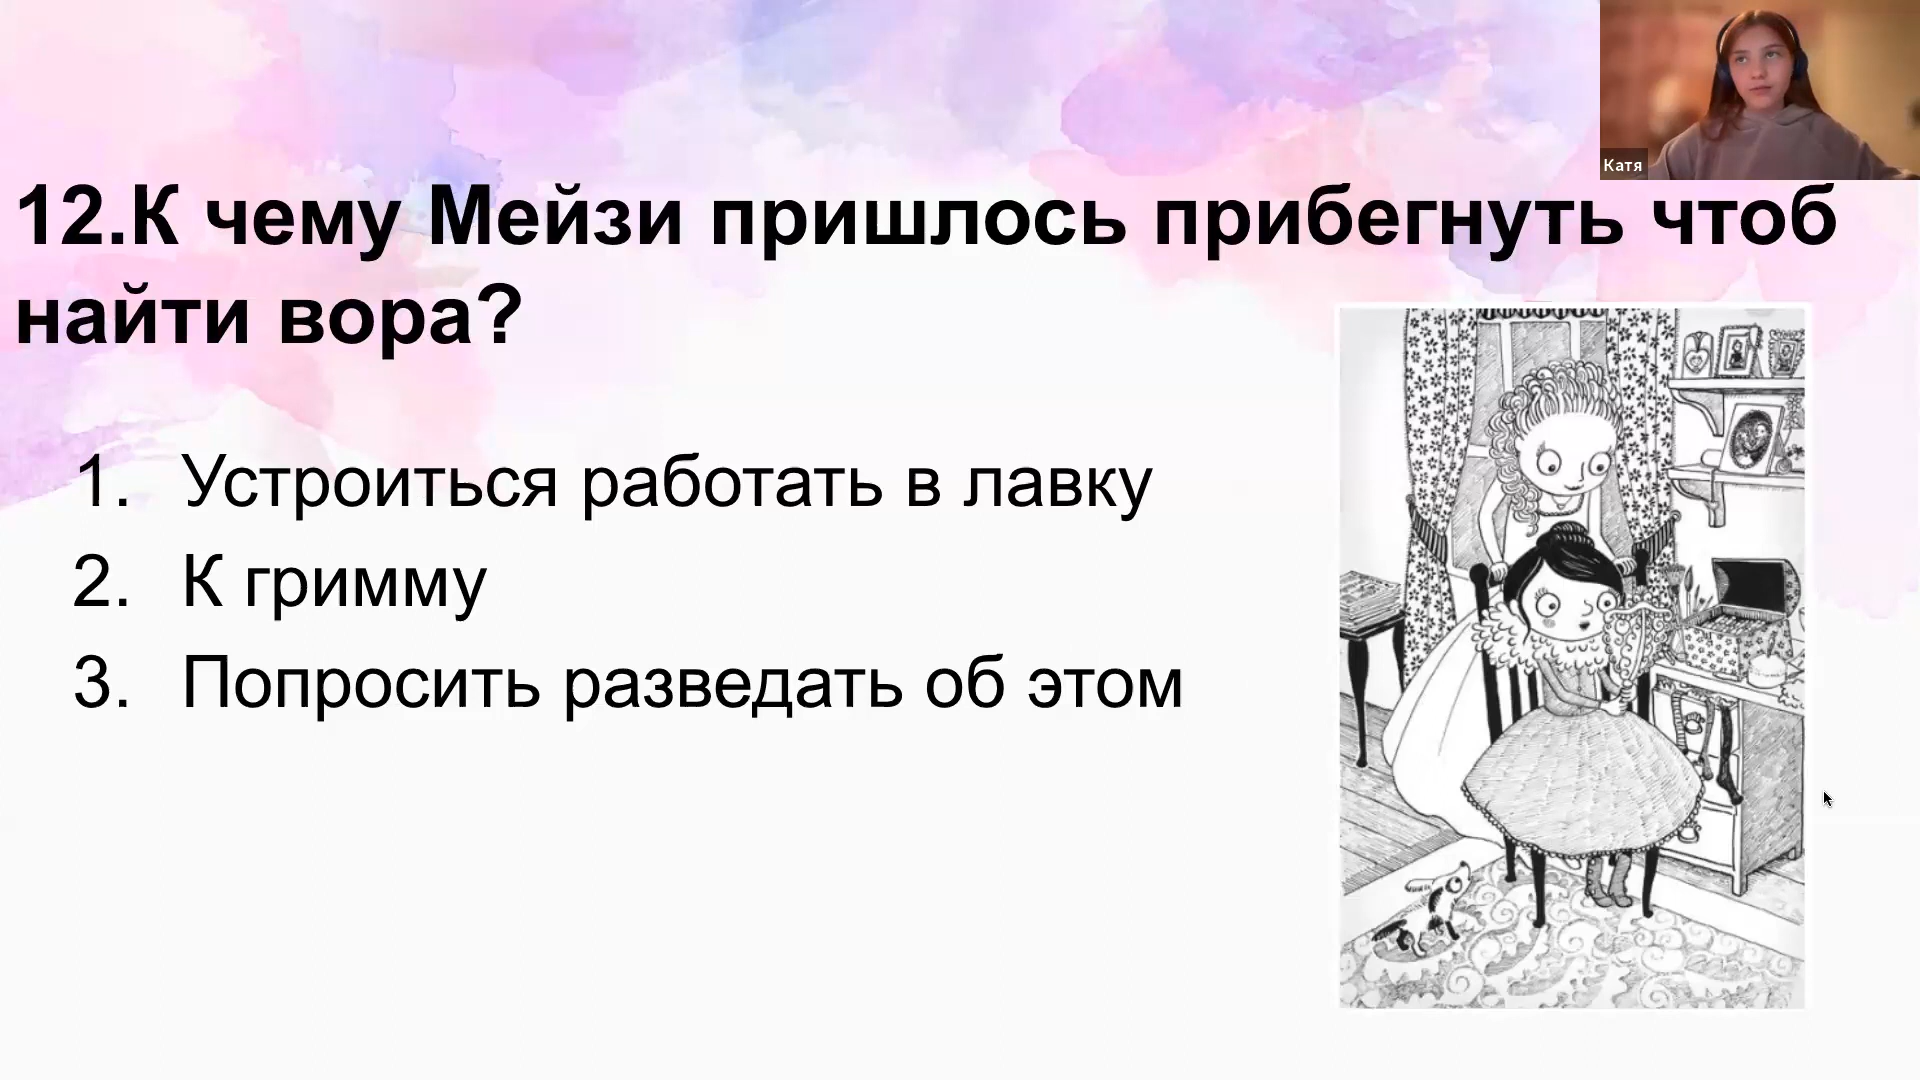 Катя
12.К чему Мейзи пришлось прибегнуть чтоб
найти вора?
1. Устроиться работать в лавку
2. К гримму
3. Попросить разведать об этом